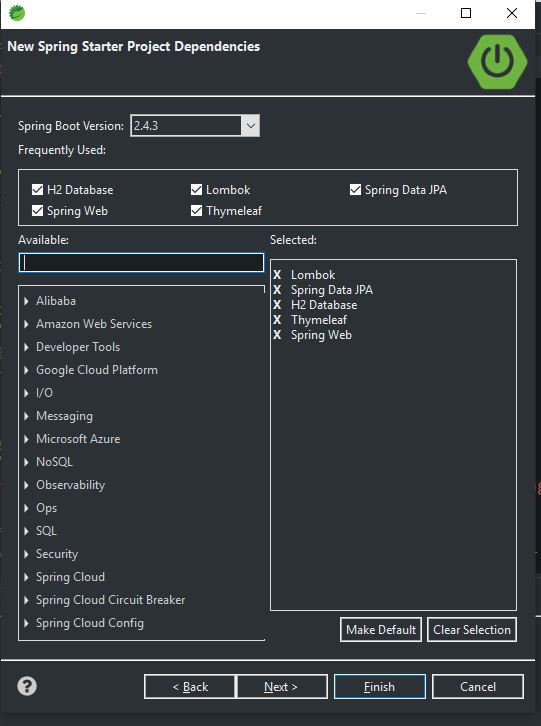 New Spring Starter Project Dependencies
Spring Boot Version: 2.4.3
Frequently Used:
H2 Database Lombok Spring Data JPA
Spring Web Thymeleaf
Available: Selected:
X Lombok
X Spring Data JPA
X H2 Database
X Thymeleaf
X Spring Web
Alibaba
Amazon Web Services
Developer Tools
Google Cloud Platform
I/O
Messaging
Microsoft Azure
NoSQL
Observability
Ops
SQL
Security
Spring Cloud
Spring Cloud Circuit Breaker
Spring Cloud Config
Make Default Clear Selection
? < Back Next > Finish Cancel